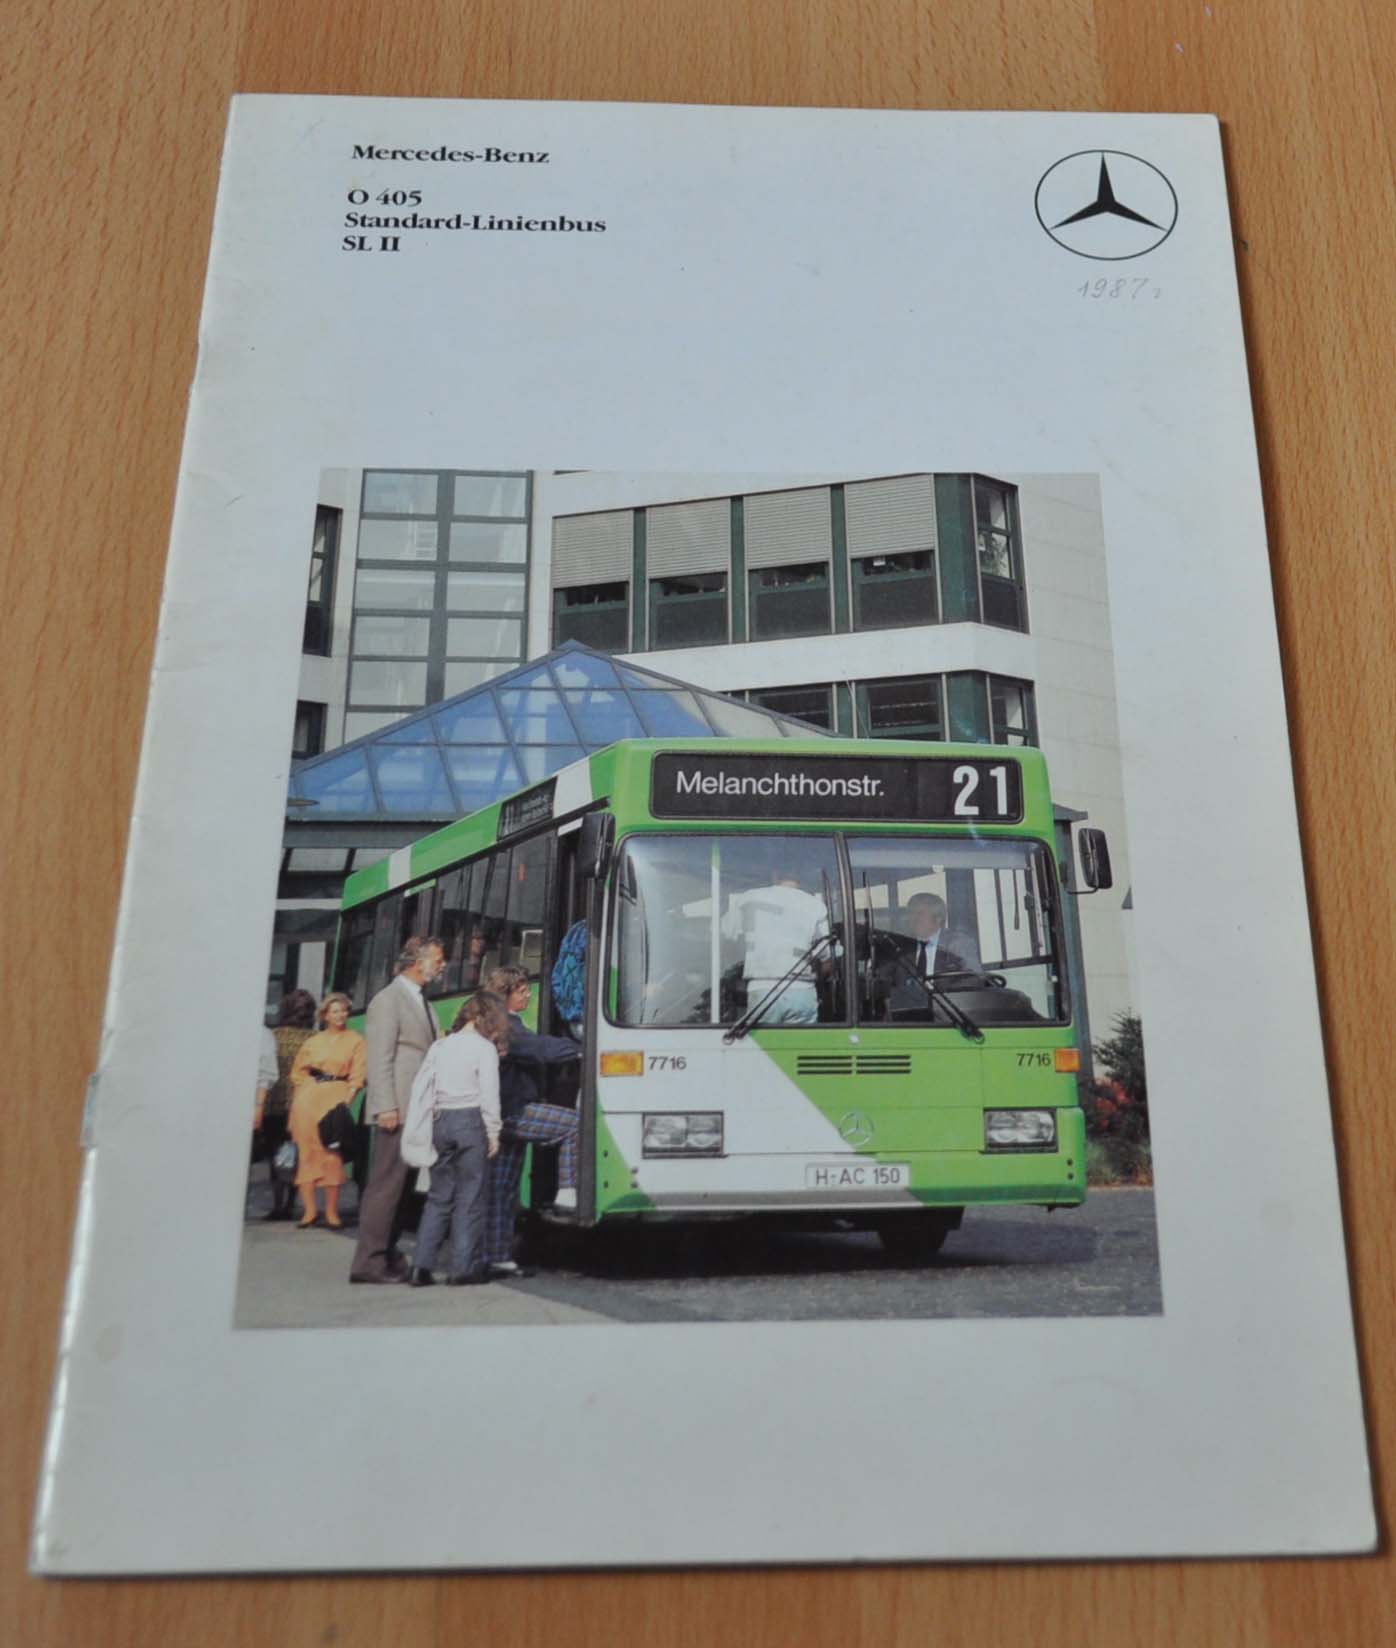 Mercedes-Benz
O 405
Standard-Linienbus
SL II
1987 г
Melanchthonstr. 21
7716
7716
H-AC 150